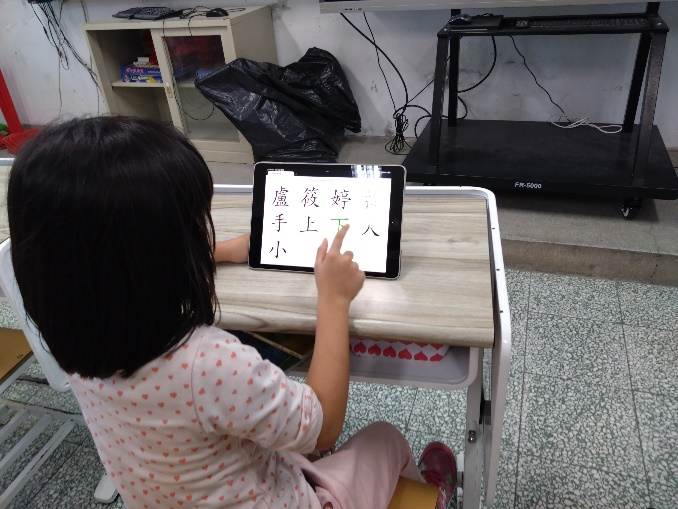 盧 筱 婷
手 上 下 人
小
FR-5000